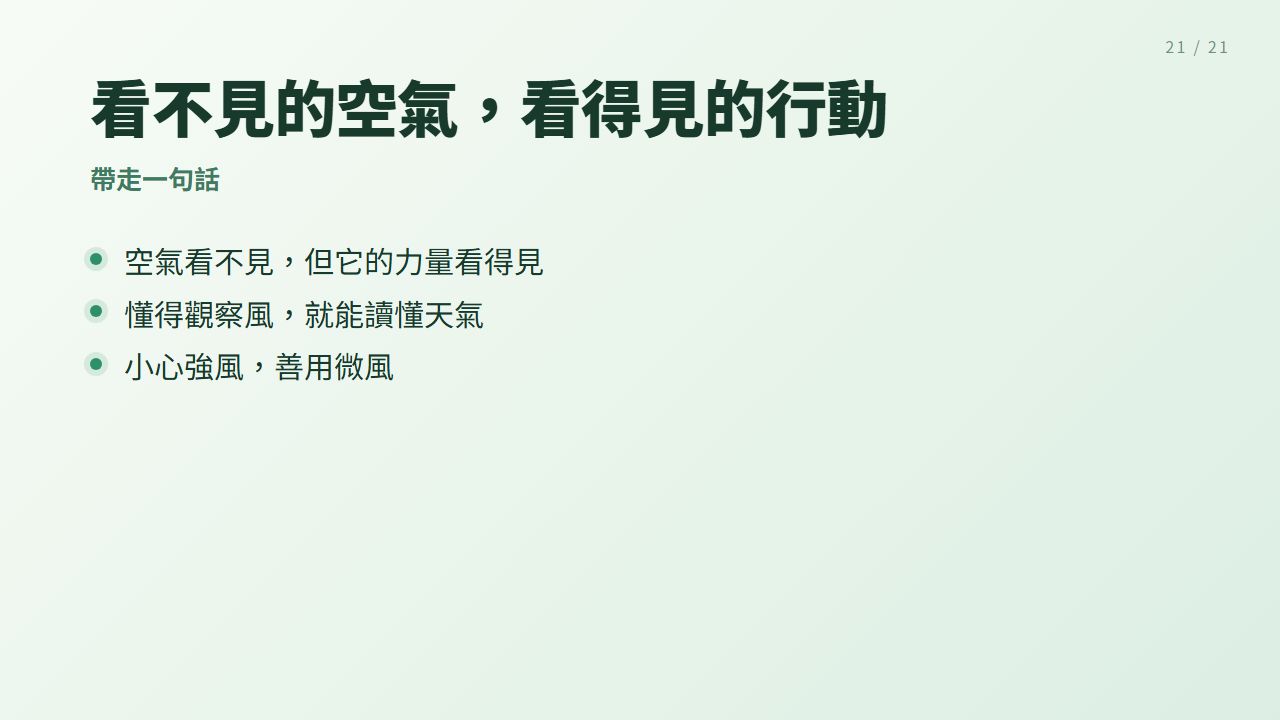 21 / 21
看不見的空氣，看得見的行動
帶走一句話
空氣看不見，但它的力量看得見
懂得觀察風，就能讀懂天氣
小心強風，善用微風